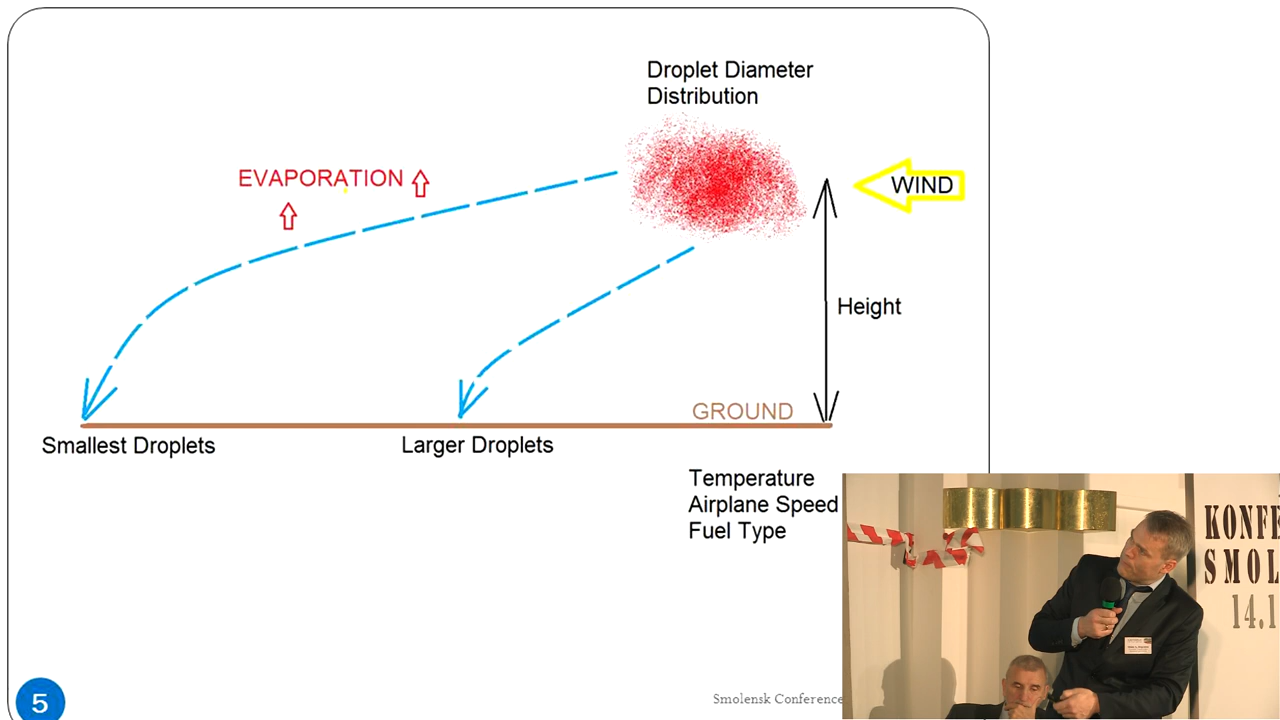 Droplet Diameter
Distribution
EVAPORATION
WIND
Height
GROUND
Smallest Droplets
Larger Droplets
Temperature
Airplane Speed
Fuel Type
5
Smolensk Conference
KONFE
SMOL
14.1